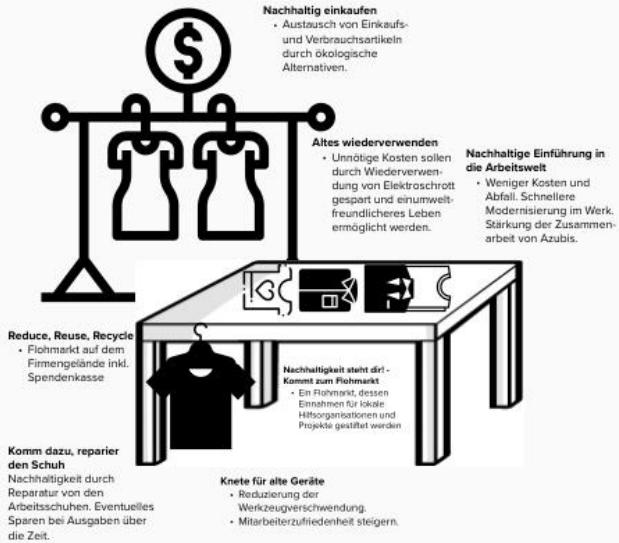 Nachhaltig einkaufen
• Austausch von Einkaufs-
und Verbrauchsartikeln
durch ökologische
Alternativen.
$
Altes wiederverwenden
• Unnötige Kosten sollen
durch Wiederverwen-
dung von Elektroschrott
gespart und einumwelt-
freundlicheres Leben
ermöglicht werden.
Nachhaltige Einführung in
die Arbeitswelt
• Weniger Kosten und
Abfall. Schnellere
Modernisierung im Werk.
Stärkung der Zusammen-
arbeit von Azubis.
Reduce, Reuse, Recycle
• Flohmarkt auf dem
Firmengelände inkl.
Spendenkasse
Nachhaltigkeit steht dir! -
Kommt zum Flohmarkt
• Ein Flohmarkt, dessen
Einnahmen für lokale
Hilfsorganisationen und
Projekte gestiftet werden
Komm dazu, reparier
den Schuh
Nachhaltigkeit durch
Reparatur von den
Arbeitsschuhen. Eventuelles
Sparen bei Ausgaben über
die Zeit.
Knete für alte Geräte
• Reduzierung der
Werkzeugverschwendung.
• Mitarbeiterzufriedenheit steigern.